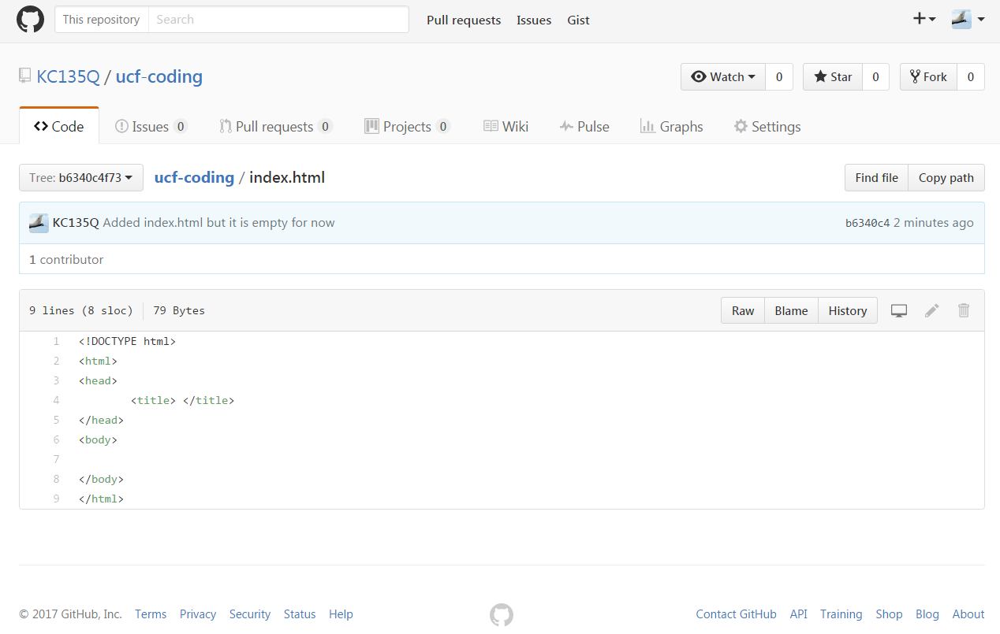 This repository Search Pull requests Issues Gist
KC135Q / ucf-coding Watch 0 Star 0 Fork 0
Code Issues 0 Pull requests 0 Projects 0 Wiki Pulse Graphs Settings
Tree: b6340c4f73 ucf-coding / index.html Find file Copy path
KC135Q Added index.html but it is empty for now b6340c4 2 minutes ago
1 contributor
9 lines (8 sloc) 79 Bytes Raw Blame History
1 <!DOCTYPE html>
2 <html>
3 <head>
4 <title> </title>
5 </head>
6 <body>
7
8 </body>
9 </html>
© 2017 GitHub, Inc. Terms Privacy Security Status Help Contact GitHub API Training Shop Blog About